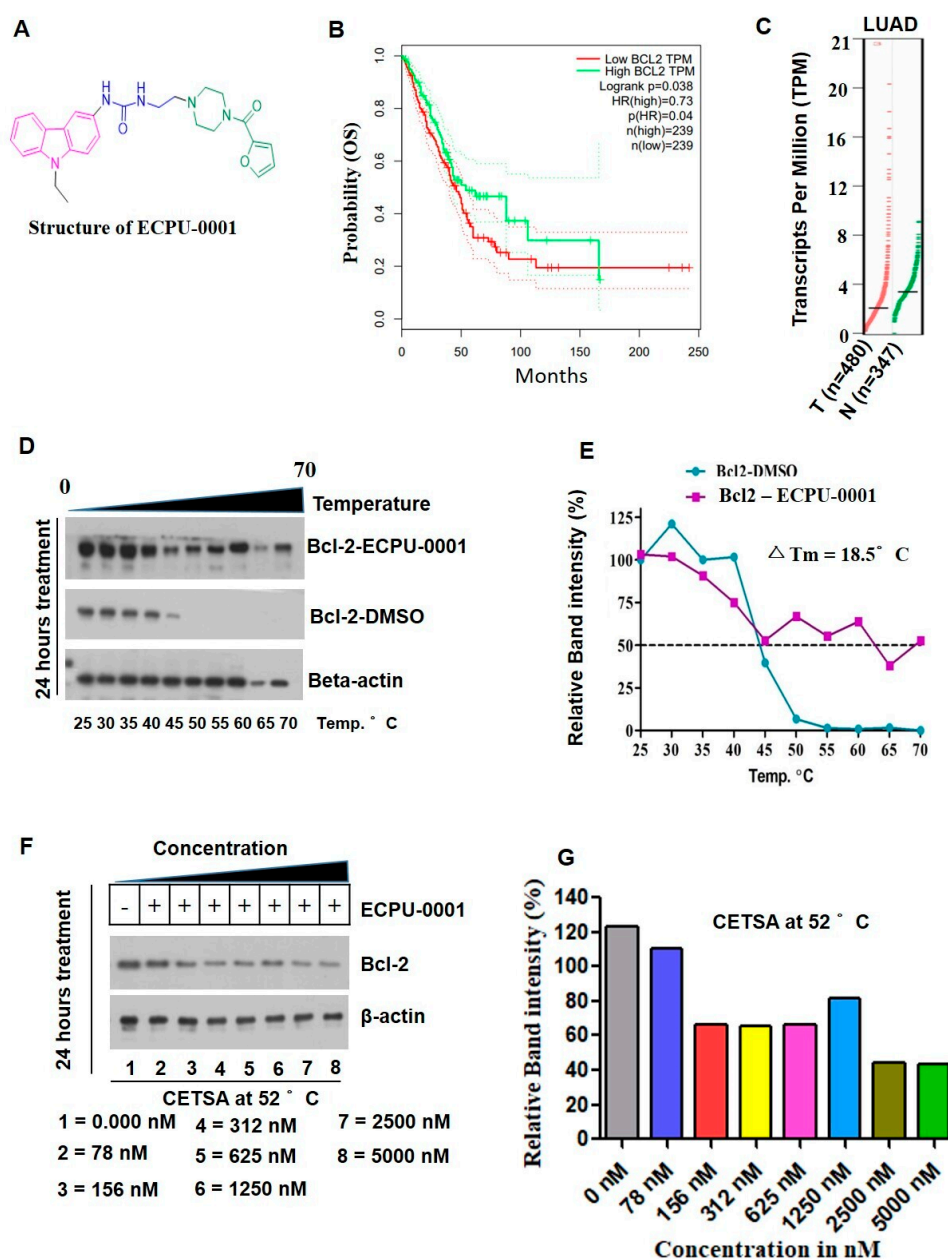 A
H
N
H
N
O
N
N
O
O
N
Structure of ECPU-0001
B
Low BCL2 TPM
High BCL2 TPM
Logrank p=0.038
HR(high)=0.73
p(HR)=0.04
n(high)=239
n(low)=239
Probability (OS)
1.0
0.8
0.6
0.4
0.2
0.0
0 50 100 150 200 250
Months
C
LUAD
Transcripts Per Million (TPM)
21
20
16
12
8
4
0
T (n=480)
N (n=347)
D
0 70
Temperature
24 hours treatment
Bcl-2-ECPU-0001
Bcl-2-DMSO
Beta-actin
25 30 35 40 45 50 55 60 65 70 Temp. ° C
E
Bcl2-DMSO
Bcl2 – ECPU-0001
△ Tm = 18.5° C
Relative Band intensity (%)
125
100
75
50
25
0
25 30 35 40 45 50 55 60 65 70
Temp. °C
F
Concentration
24 hours treatment
- + + + + + + + ECPU-0001
Bcl-2
β-actin
1 2 3 4 5 6 7 8
CETSA at 52 ° C
1 = 0.000 nM 4 = 312 nM 7 = 2500 nM
2 = 78 nM 5 = 625 nM 8 = 5000 nM
3 = 156 nM 6 = 1250 nM
G
CETSA at 52 ° C
Relative Band intensity (%)
140
120
100
80
60
40
20
0
0 nM
78 nM
156 nM
312 nM
625 nM
1250 nM
2500 nM
5000 nM
Concentration in nM